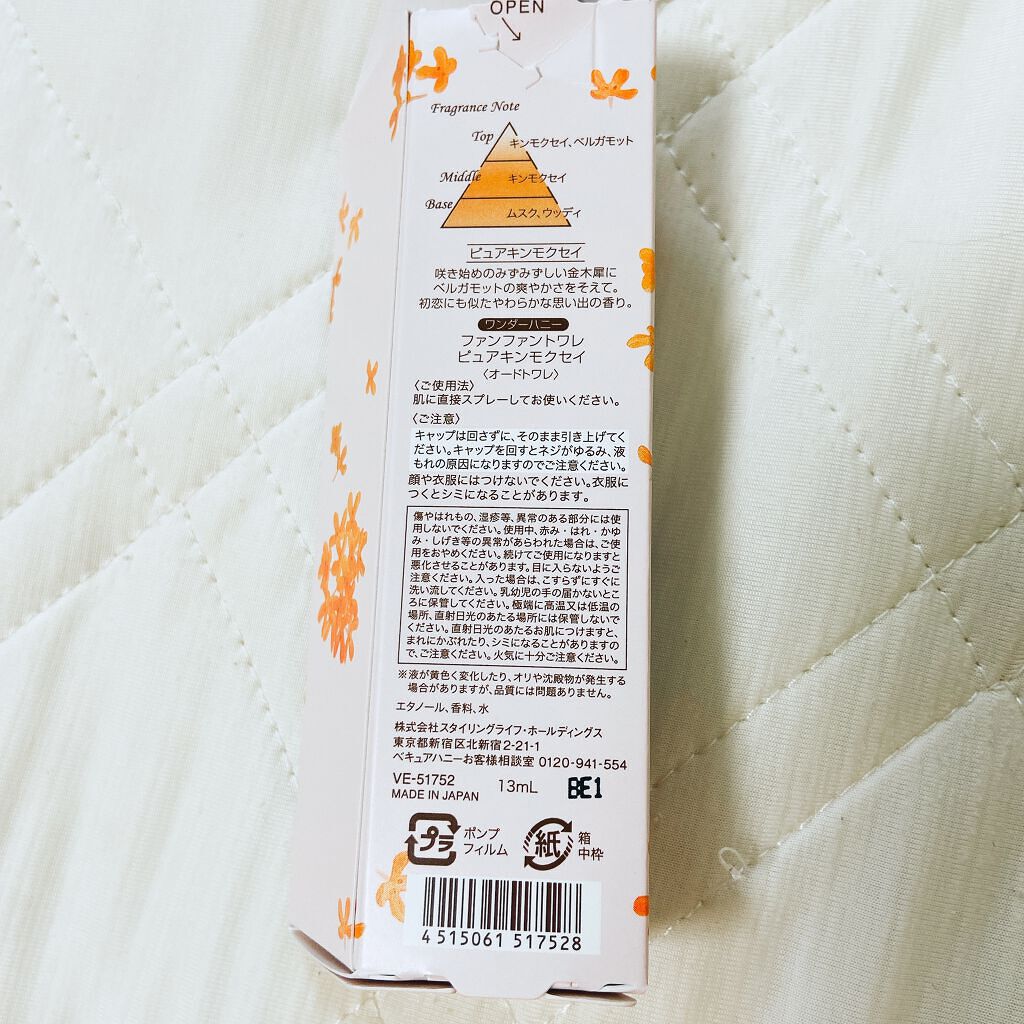 OPEN
Fragrance Note
Top キンモクセイ、ベルガモット
Middle キンモクセイ
Base ムスク、ウッディ
ピュアキンモクセイ
咲き始めのみずみずしい金木犀に
ベルガモットの爽やかさをそえて。
初恋にも似たやわらかな思い出の香り。
ワンダーハニー
ファンファントワレ
ピュアキンモクセイ
〈オードトワレ〉
〈ご使用法〉
肌に直接スプレーしてお使いください。
〈ご注意〉
キャップは回さずに、そのまま引き上げてく
ださい。キャップを回すとネジがゆるみ、液
もれの原因になりますのでご注意ください。
顔や衣服にはつけないでください。衣服に
つくとシミになることがあります。
傷やはれもの、湿疹等、異常のある部分には使
用しないでください。使用中、赤み・はれ・かゆ
み・しげき等の異常があらわれた場合は、ご使
用をおやめください。続けてご使用になりますと
悪化させることがあります。目に入らないようご
注意ください。入った場合は、こすらずにすぐに
洗い流してください。乳幼児の手の届かないとこ
ろに保管してください。極端に高温又は低温の
場所、直射日光のあたる場所には保管しないで
ください。直射日光のあたるお肌につけますと、
まれにかぶれたり、シミになることがありますの
で、ご注意ください。火気に十分ご注意ください。
※液が黄色く変化したり、オリや沈殿物が発生する
場合がありますが、品質には問題ありません。
エタノール、香料、水
株式会社スタイリングライフ・ホールディングス
東京都新宿区北新宿2-21-1
ベキュアハニーお客様相談室 0120-941-554
VE-51752 13mL BE1
MADE IN JAPAN
プラ ポンプ フィルム
紙 箱 中枠
4 515061 517528